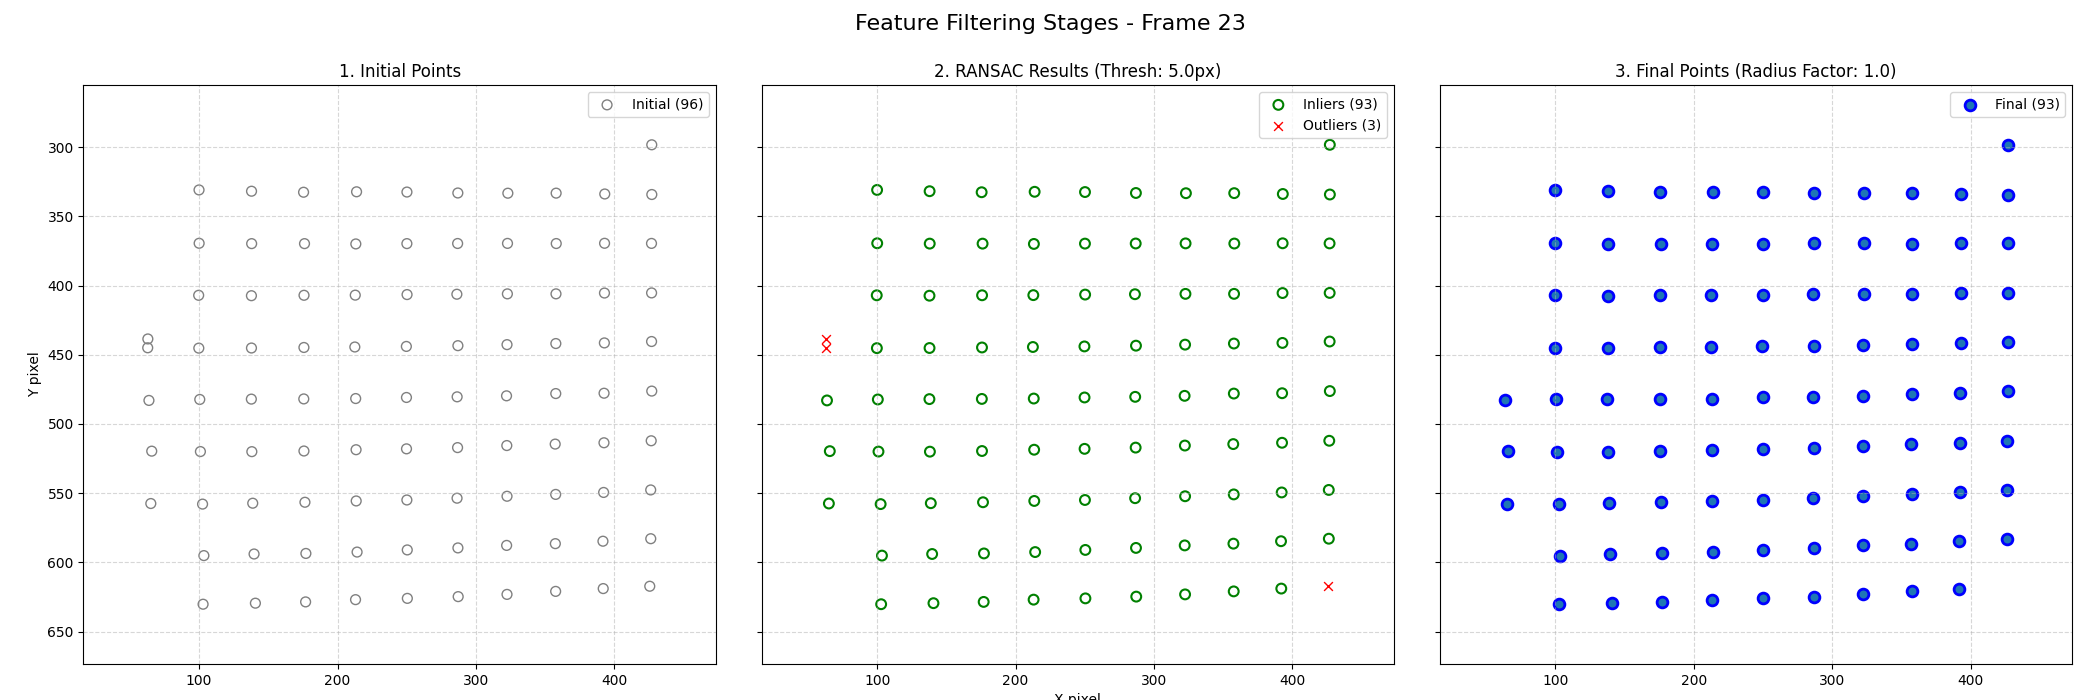 Feature Filtering Stages - Frame 23
1. Initial Points
Initial (96)
300
350
400
450
500
550
600
650
Y pixel
100
200
300
400
2. RANSAC Results (Thresh: 5.0px)
Inliers (93)
Outliers (3)
100
200
300
400
X pixel
3. Final Points (Radius Factor: 1.0)
Final (93)
100
200
300
400